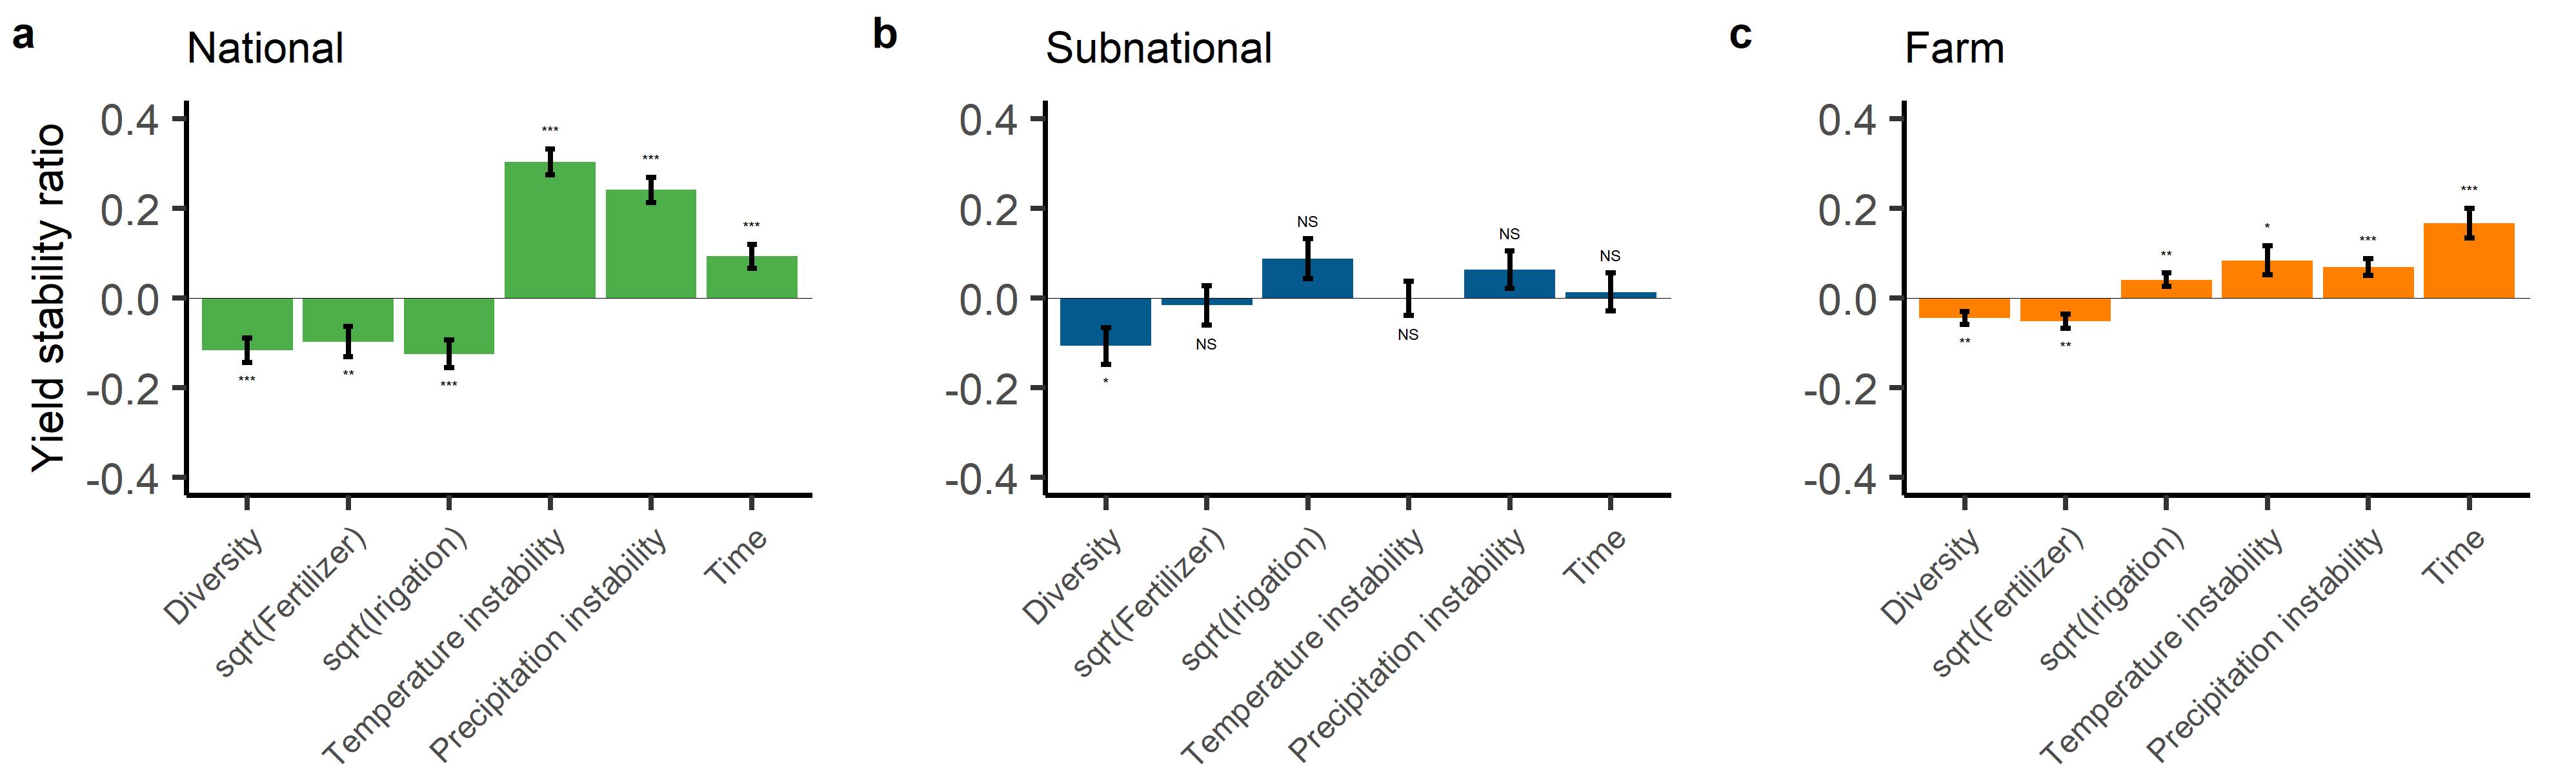 a National
Yield stability ratio
0.4
0.2
0.0
-0.2
-0.4
***
**
***
***
***
***
Diversity
sqrt(Fertilizer)
sqrt(Irigation)
Temperature instability
Precipitation instability
Time
b Subnational
0.4
0.2
0.0
-0.2
-0.4
*
NS
NS
NS
NS
NS
Diversity
sqrt(Fertilizer)
sqrt(Irigation)
Temperature instability
Precipitation instability
Time
c Farm
0.4
0.2
0.0
-0.2
-0.4
**
**
**
*
***
***
Diversity
sqrt(Fertilizer)
sqrt(Irigation)
Temperature instability
Precipitation instability
Time